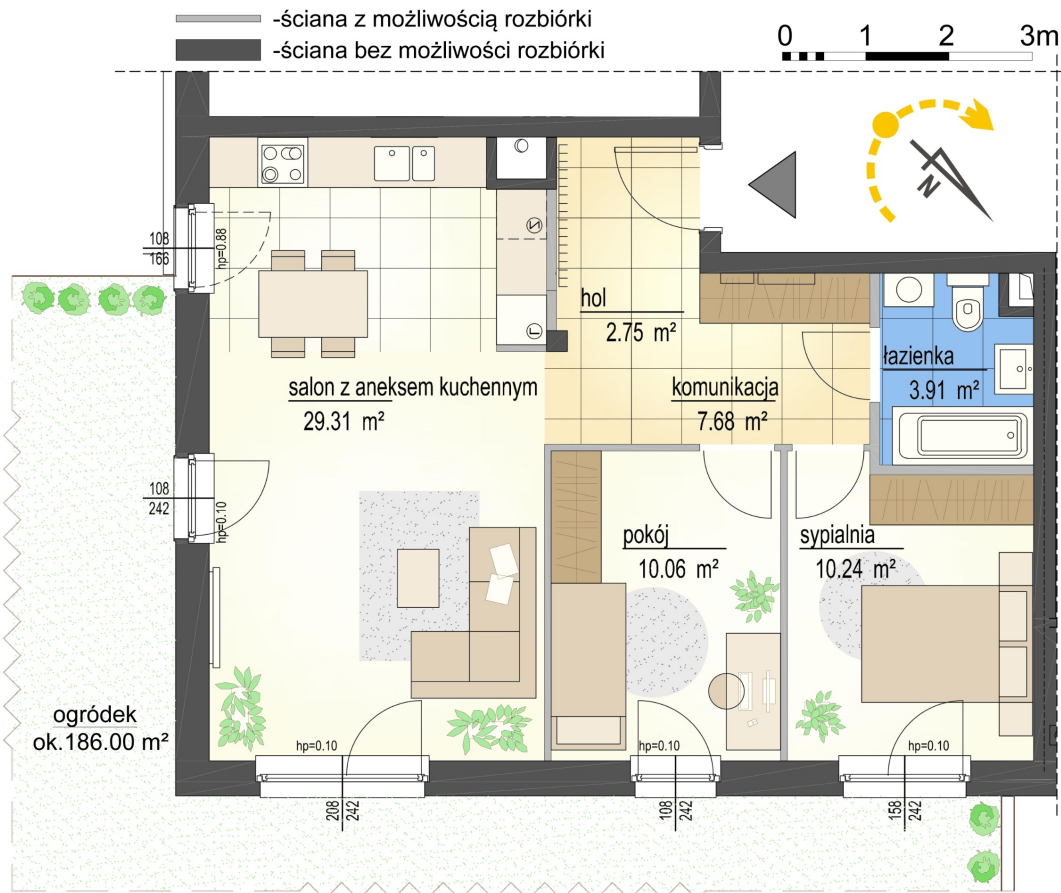 -ściana z możliwością rozbiórki
-ściana bez możliwości rozbiórki
0 1 2 3m
N
108
166
hp=0.88
Z
L
hol
2.75 m²
łazienka
3.91 m²
salon z aneksem kuchennym
29.31 m²
komunikacja
7.68 m²
108
242
hp=0.10
pokój
10.06 m²
sypialnia
10.24 m²
ogródek
ok.186.00 m²
hp=0.10
hp=0.10
hp=0.10
208
242
108
242
158
242